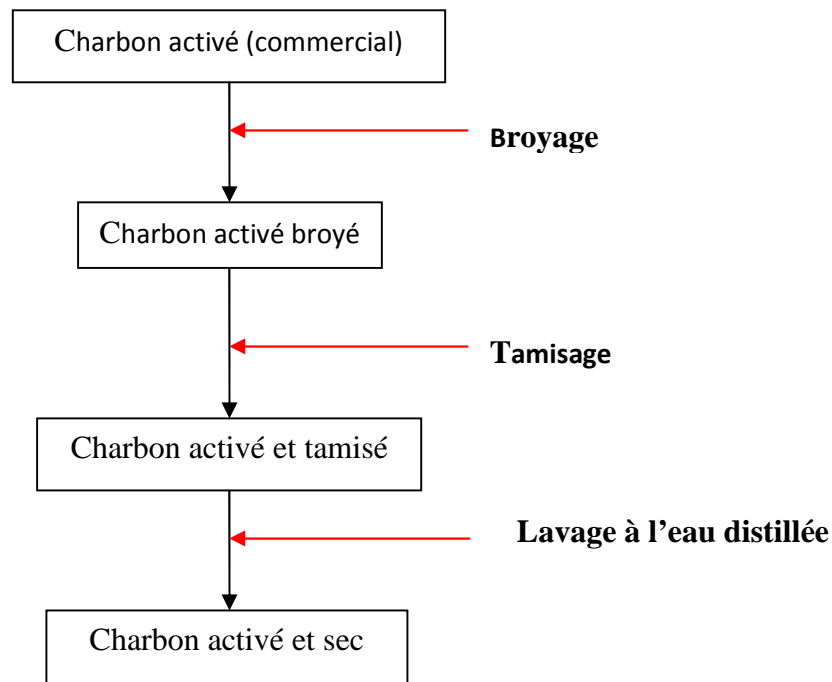 Charbon activé (commercial)
Broyage
Charbon activé broyé
Tamisage
Charbon activé et tamisé
Lavage à l'eau distillée
Charbon activé et sec